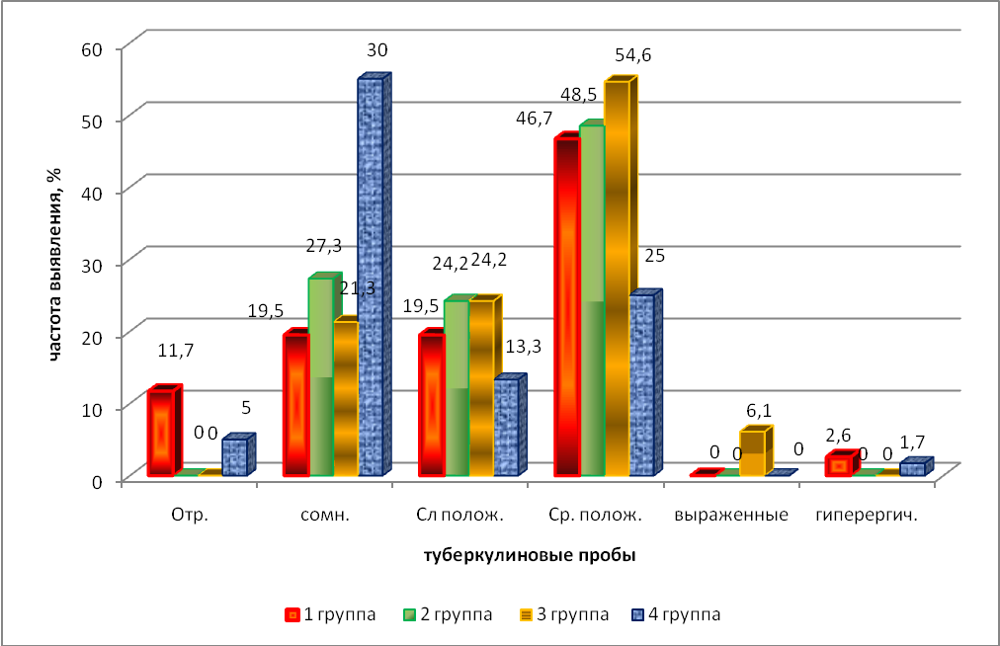 частота выявления, %
60
50
40
30
20
10
0
11,7
0
0
5
19,5
27,3
21,3
30
19,5
24,2
24,2
13,3
46,7
48,5
54,6
25
0
0
6,1
0
2,6
0
0
1,7
Отр.
сомн.
Сл полож.
Ср. полож.
выраженные
гиперергич.
туберкулиновые пробы
1 группа
2 группа
3 группа
4 группа